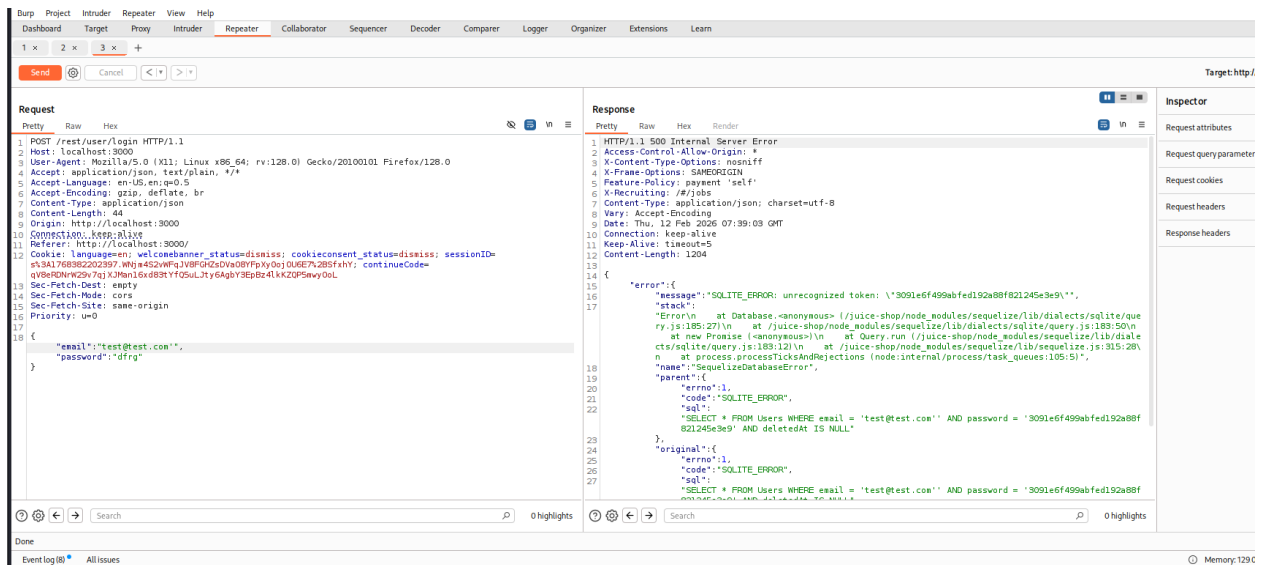 Burp Project Intruder Repeater View Help
Dashboard Target Proxy Intruder Repeater Collaborator Sequencer Decoder Comparer Logger Organizer Extensions Learn
1 × 2 × 3 × +
Send Cancel < > Target: http:/
Request
Pretty Raw Hex \n
1 POST /rest/user/login HTTP/1.1
2 Host: localhost:3000
3 User-Agent: Mozilla/5.0 (X11; Linux x86_64; rv:128.0) Gecko/20100101 Firefox/128.0
4 Accept: application/json, text/plain, */*
5 Accept-Language: en-US,en;q=0.5
6 Accept-Encoding: gzip, deflate, br
7 Content-Type: application/json
8 Content-Length: 44
9 Origin: http://localhost:3000
10 Connection: keep-alive
11 Referer: http://localhost:3000/
12 Cookie: language=en; welcomebanner_status=dismiss; cookieconsent_status=dismiss; sessionID=
s%3A1768382202397.WNjm4S2vWFqJV8FGHZsDVaO8YFpXyOojOU6E7%2BSfxhY; continueCode=
qV8eRDNrW29v7qjXJMan16xd83tYfQ5uLJty6AgbY3EpBz4lkKZQP5mwyOoL
13 Sec-Fetch-Dest: empty
14 Sec-Fetch-Mode: cors
15 Sec-Fetch-Site: same-origin
16 Priority: u=0
17
18 {
"email":"test@test.com'",
"password":"dfrg"
}
Search 0 highlights
Response
Pretty Raw Hex Render \n
1 HTTP/1.1 500 Internal Server Error
2 Access-Control-Allow-Origin: *
3 X-Content-Type-Options: nosniff
4 X-Frame-Options: SAMEORIGIN
5 Feature-Policy: payment 'self'
6 X-Recruiting: /#/jobs
7 Content-Type: application/json; charset=utf-8
8 Vary: Accept-Encoding
9 Date: Thu, 12 Feb 2026 07:39:03 GMT
10 Connection: keep-alive
11 Keep-Alive: timeout=5
12 Content-Length: 1204
13
14 {
15 "error":{
16 "message":"SQLITE_ERROR: unrecognized token: \"3091e6f499abfed192a88f821245e3e9\"",
17 "stack":
"Error\n at Database.<anonymous> (/juice-shop/node_modules/sequelize/lib/dialects/sqlite/que
ry.js:185:27)\n at /juice-shop/node_modules/sequelize/lib/dialects/sqlite/query.js:183:50\n
at new Promise (<anonymous>)\n at Query.run (/juice-shop/node_modules/sequelize/lib/diale
cts/sqlite/query.js:183:12)\n at /juice-shop/node_modules/sequelize/lib/sequelize.js:315:28\
n at process.processTicksAndRejections (node:internal/process/task_queues:105:5)",
18 "name":"SequelizeDatabaseError",
19 "parent":{
20 "errno":1,
21 "code":"SQLITE_ERROR",
22 "sql":
"SELECT * FROM Users WHERE email = 'test@test.com'' AND password = '3091e6f499abfed192a88f
821245e3e9' AND deletedAt IS NULL"
23 },
24 "original":{
25 "errno":1,
26 "code":"SQLITE_ERROR",
27 "sql":
"SELECT * FROM Users WHERE email = 'test@test.com'' AND password = '3091e6f499abfed192a88f
Search 0 highlights
Inspector
Request attributes
Request query parameter
Request cookies
Request headers
Response headers
Done
Event log (8) All issues Memory: 129